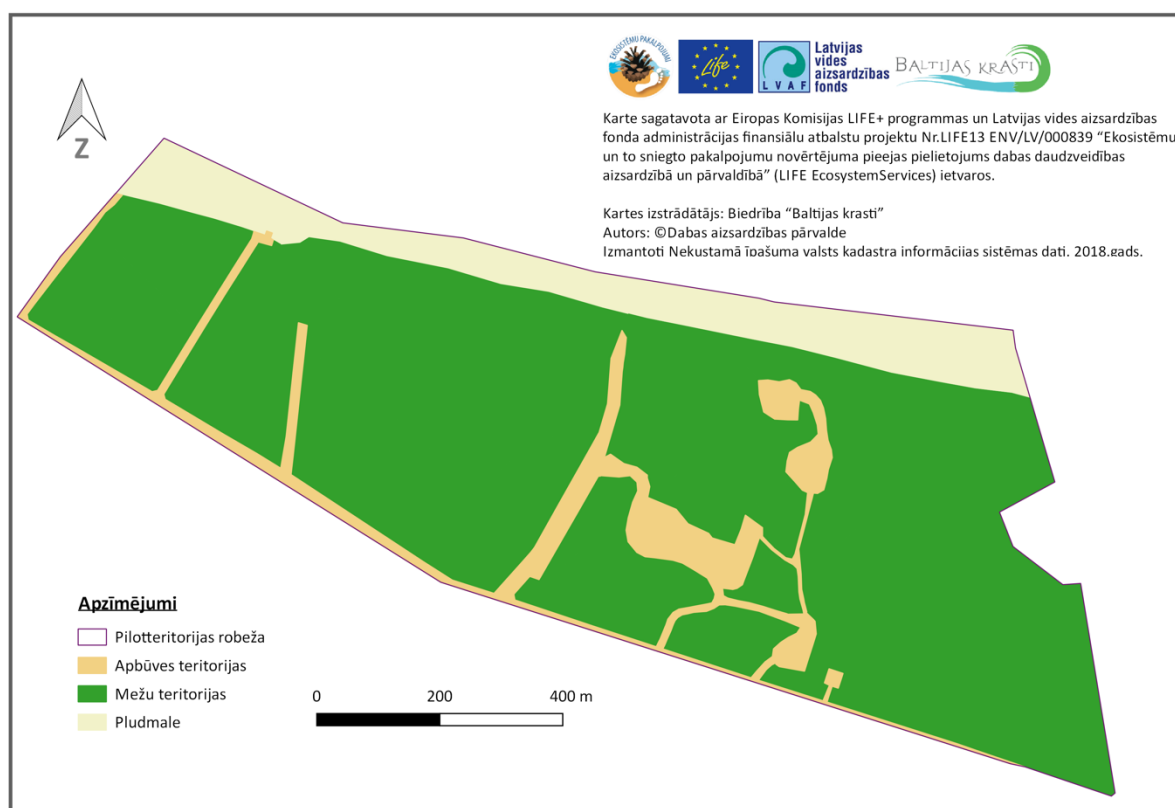 EKOSISTĒMU PAKALPOJUMI
Life
LVAF
Latvijas
vides
aizsardzības
fonds
BALTIJAS KRASTI
Karte sagatavota ar Eiropas Komisijas LIFE+ programmas un Latvijas vides aizsardzības
fonda administrācijas finansiālu atbalstu projektu Nr.LIFE13 ENV/LV/000839 “Ekosistēmu
un to sniegto pakalpojumu novērtējuma pieejas pielietojums dabas daudzveidības
aizsardzībā un pārvaldībā” (LIFE EcosystemServices) ietvaros.
Kartes izstrādātājs: Biedrība “Baltijas krasti”
Autors: ©Dabas aizsardzības pārvalde
Izmantoti Nekustamā īpašuma valsts kadastra informācijas sistēmas dati. 2018.gads.
Z
Apzīmējumi
Pilotteritorijas robeža
Apbūves teritorijas
Mežu teritorijas
Pludmale
0 200 400 m